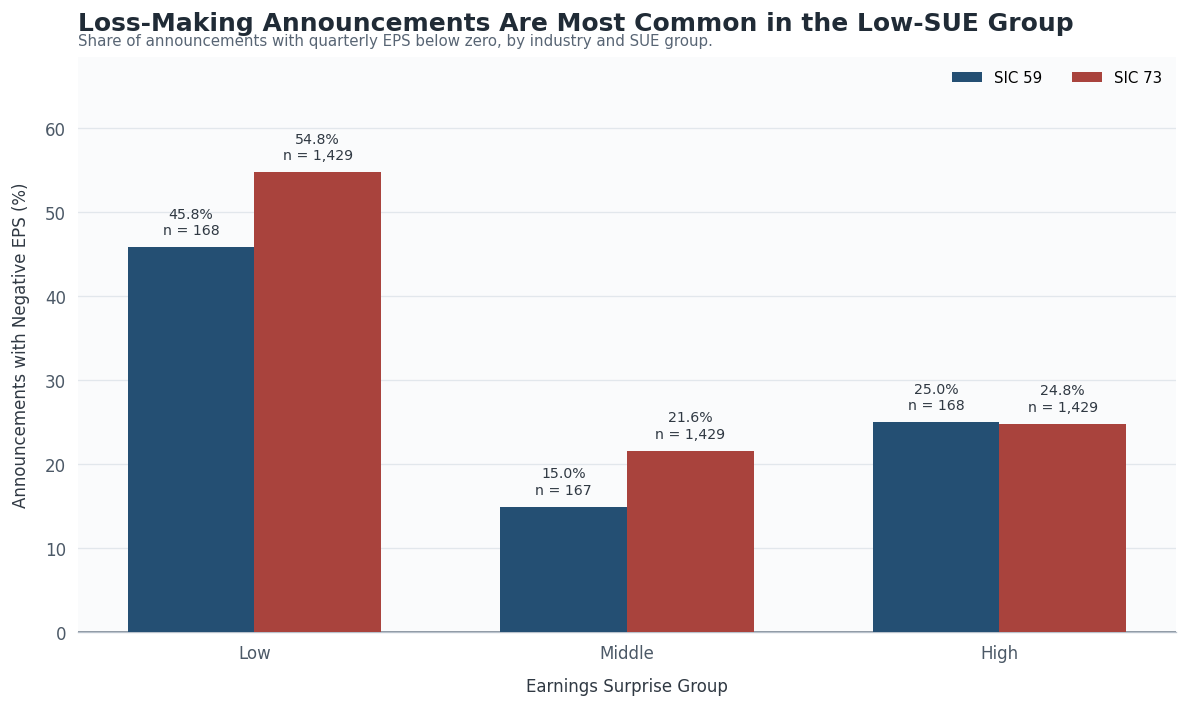 Loss-Making Announcements Are Most Common in the Low-SUE Group
Share of announcements with quarterly EPS below zero, by industry and SUE group.
SIC 59
SIC 73
Announcements with Negative EPS (%)
60
50
40
30
20
10
0
45.8%
n = 168
54.8%
n = 1,429
15.0%
n = 167
21.6%
n = 1,429
25.0%
n = 168
24.8%
n = 1,429
Low
Middle
High
Earnings Surprise Group